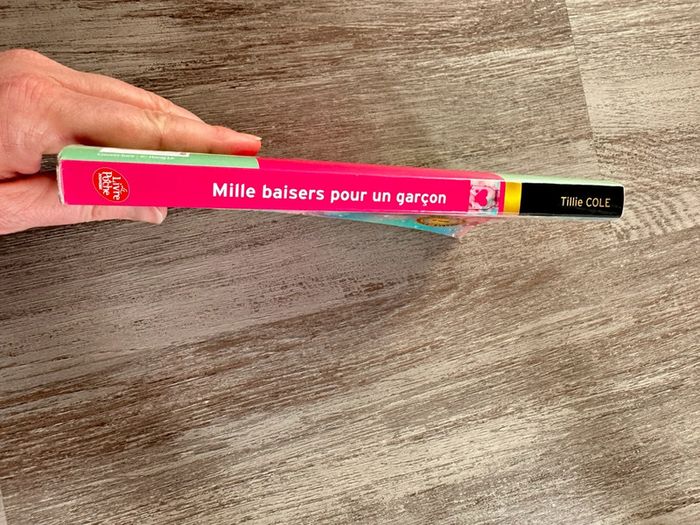 Le
LIVRE
de
Poche
Mille baisers pour un garçon
Tillie COLE